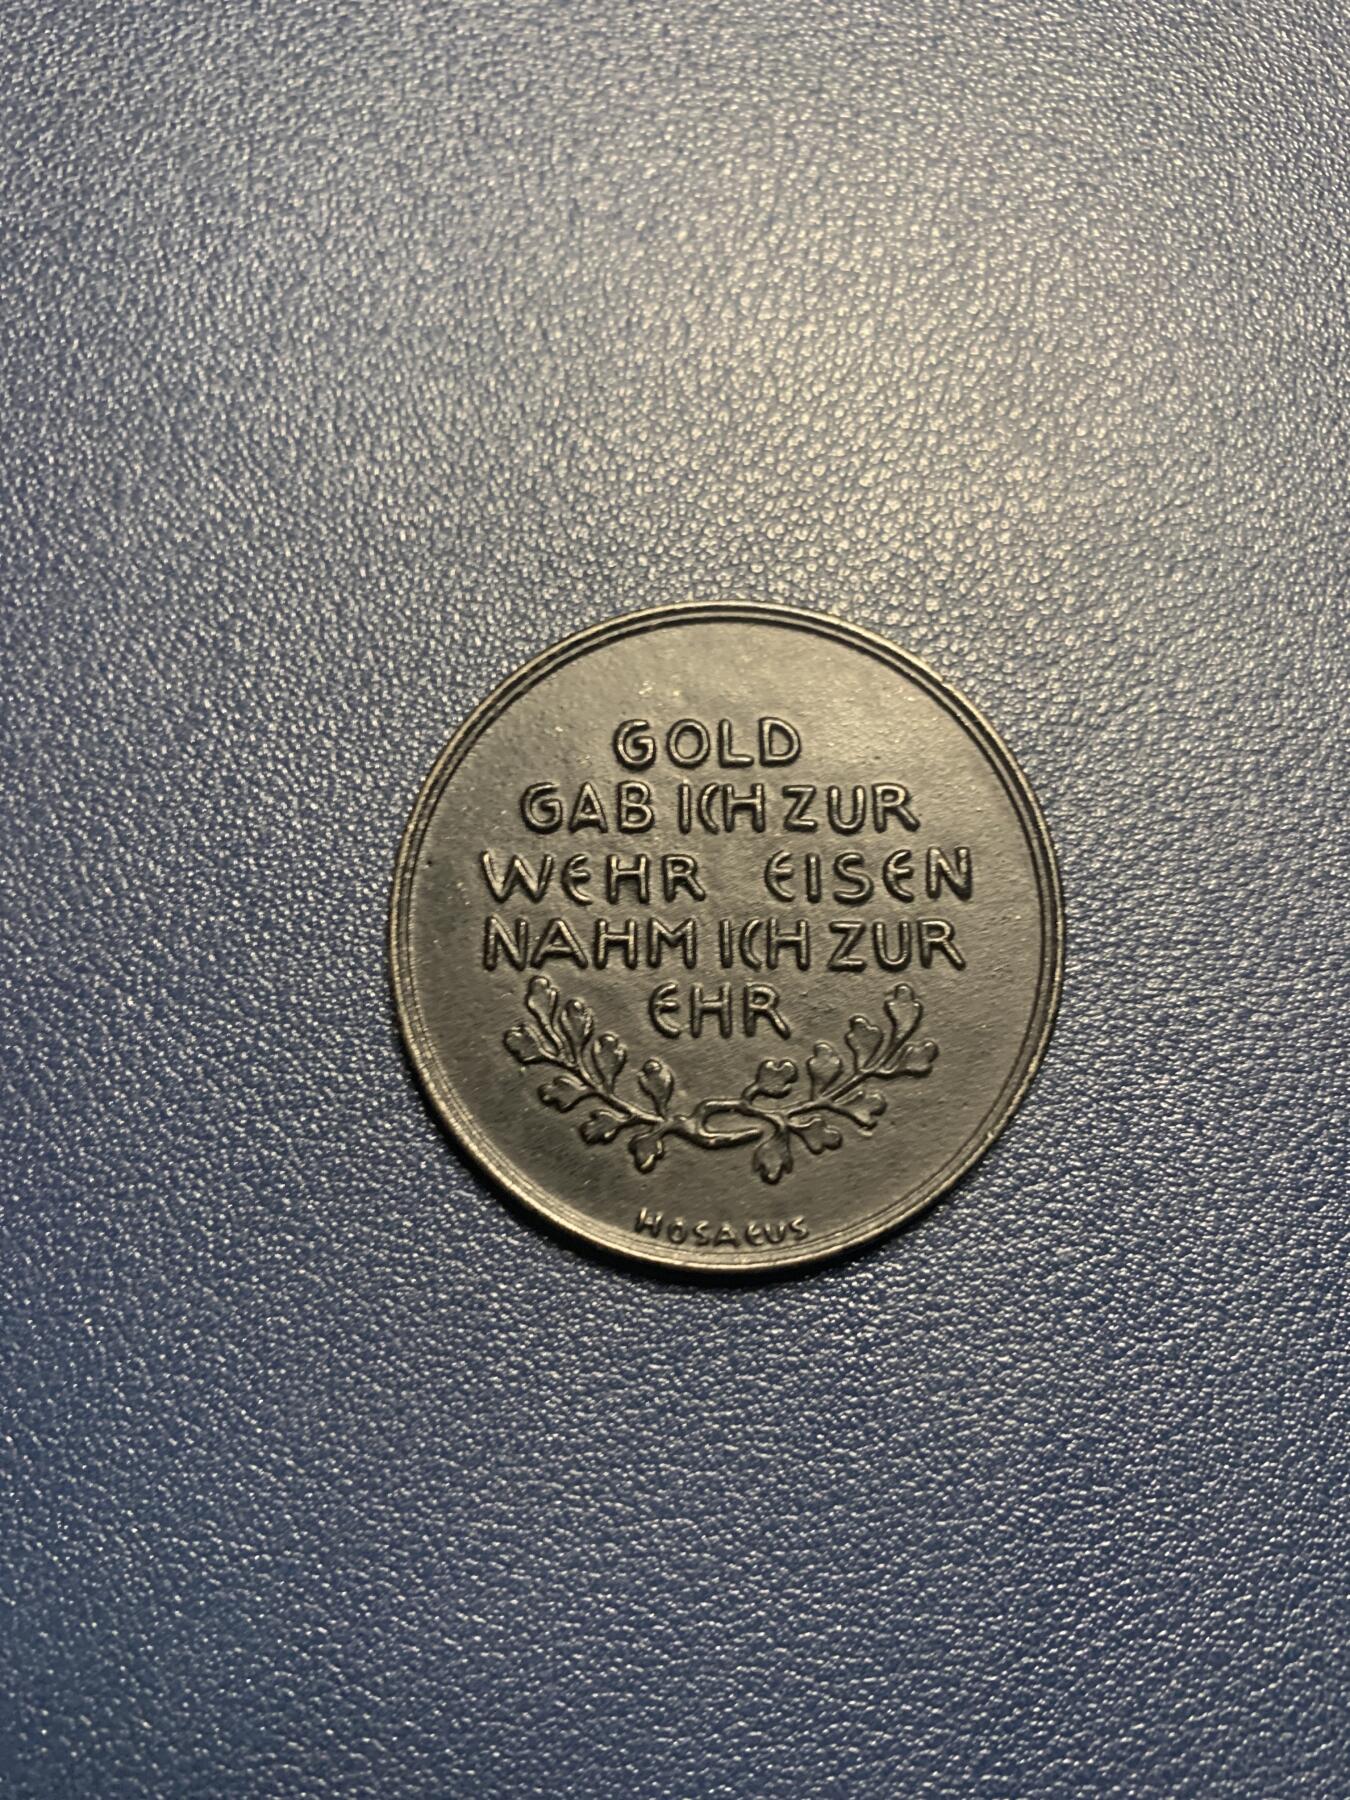 GOLD
GAB ICH ZUR
WEHR EISEN
NAHM ICH ZUR
EHR
HOSAEUS